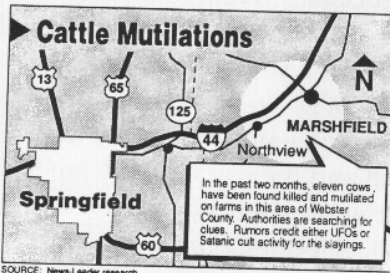 Cattle Mutilations
13
65
125
44
N
MARSHFIELD
Northview
Springfield
60
In the past two months, eleven cows
have been found killed and mutilated
on farms in this area of Webster
County. Authorities are searching for
clues. Rumors credit either UFOs or
Satanic cult activity for the slayings.
SOURCE: News-Leader research